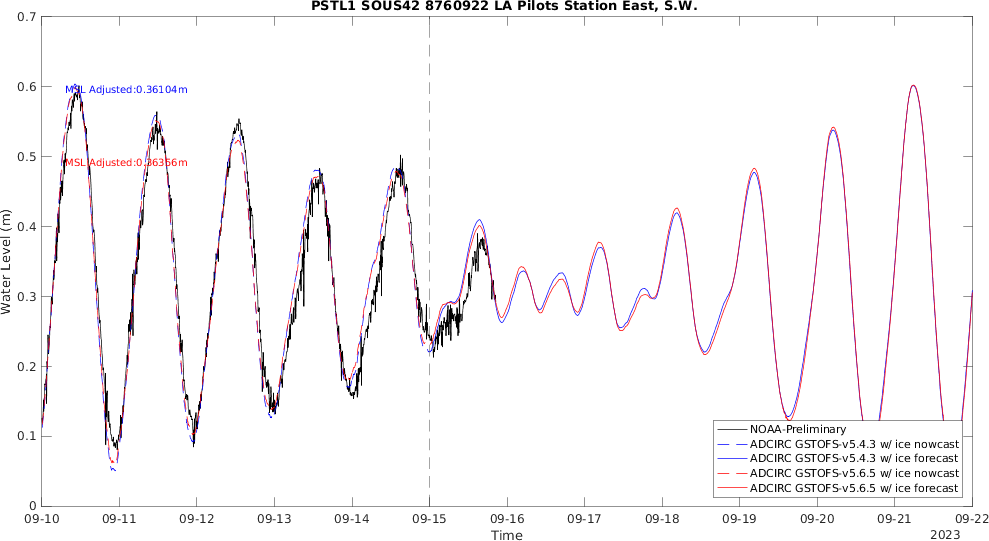 PSTL1 SOUS42 8760922 LA Pilots Station East, S.W.
0.7
0.6
0.5
0.4
0.3
0.2
0.1
0
Water Level (m)
MSL Adjusted:0.36104m
MSL Adjusted:0.36366m
NOAA-Preliminary
ADCIRC GSTOFS-v5.4.3 w/ ice nowcast
ADCIRC GSTOFS-v5.4.3 w/ ice forecast
ADCIRC GSTOFS-v5.6.5 w/ ice nowcast
ADCIRC GSTOFS-v5.6.5 w/ ice forecast
09-10 09-11 09-12 09-13 09-14 09-15 09-16 09-17 09-18 09-19 09-20 09-21 09-22
Time
2023